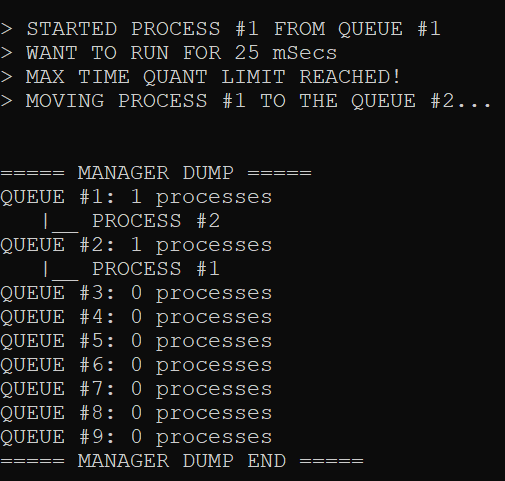 > STARTED PROCESS #1 FROM QUEUE #1
> WANT TO RUN FOR 25 mSecs
> MAX TIME QUANT LIMIT REACHED!
> MOVING PROCESS #1 TO THE QUEUE #2...
===== MANAGER DUMP =====
QUEUE #1: 1 processes
   |__ PROCESS #2
QUEUE #2: 1 processes
   |__ PROCESS #1
QUEUE #3: 0 processes
QUEUE #4: 0 processes
QUEUE #5: 0 processes
QUEUE #6: 0 processes
QUEUE #7: 0 processes
QUEUE #8: 0 processes
QUEUE #9: 0 processes
===== MANAGER DUMP END =====